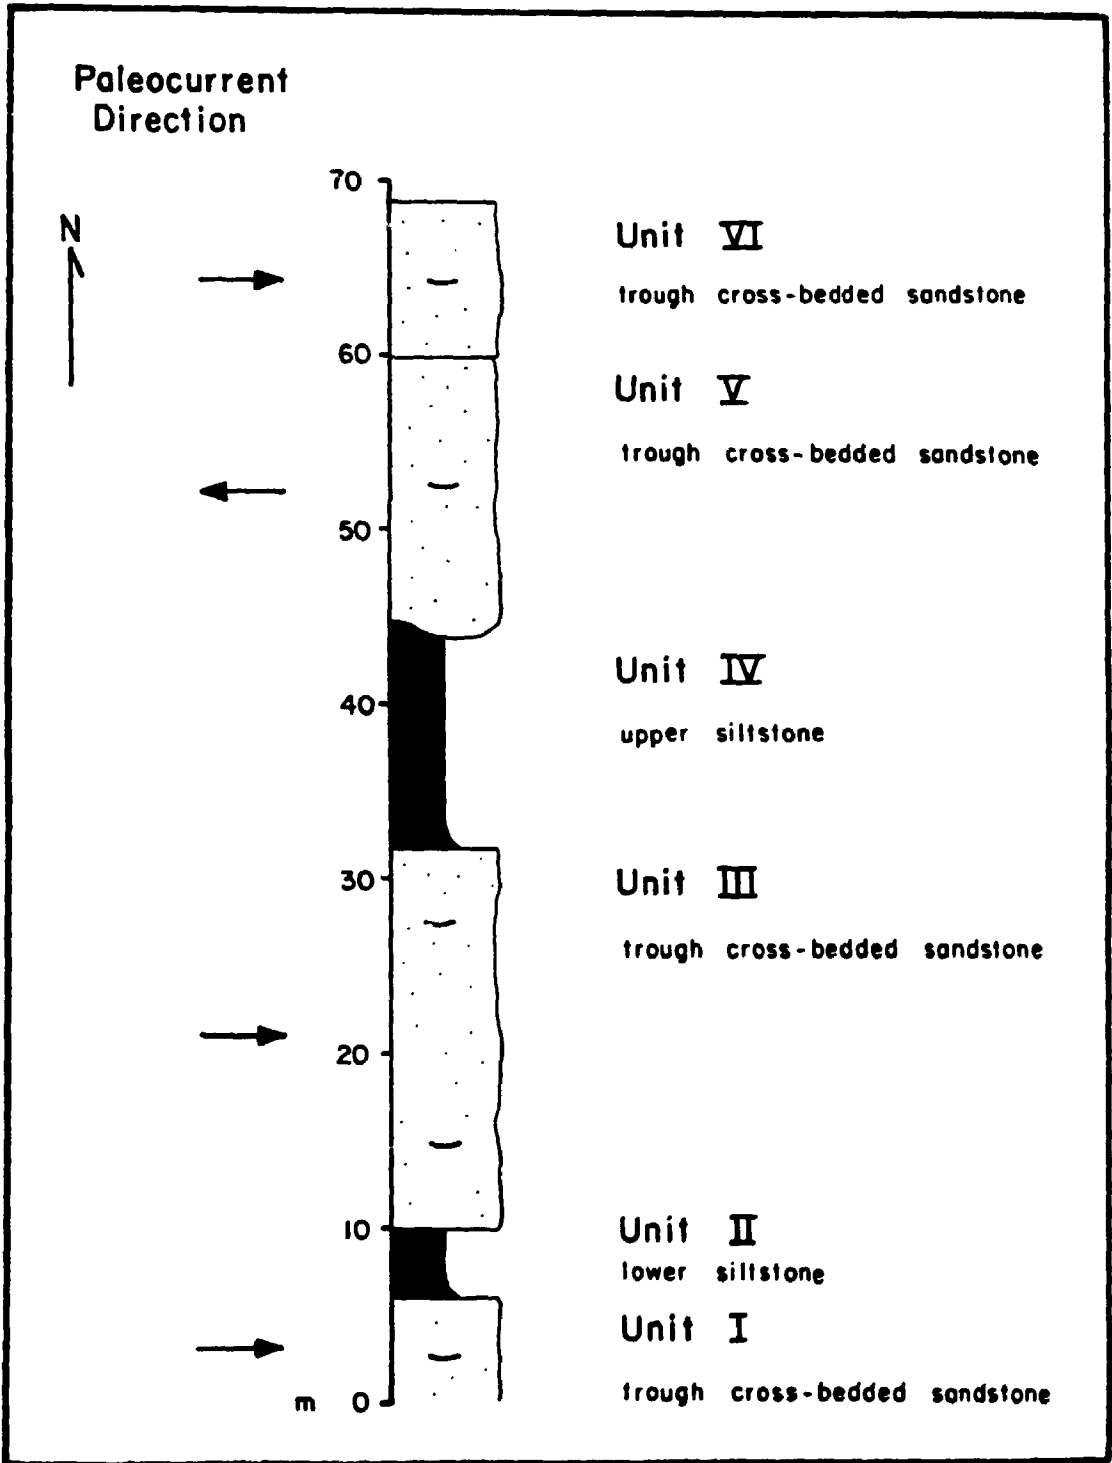 Paleocurrent
Direction
N
70
Unit VI
trough cross-bedded sandstone
60
Unit V
trough cross-bedded sandstone
50
Unit IV
40
upper siltstone
30
Unit III
trough cross-bedded sandstone
20
10
Unit II
lower siltstone
Unit I
trough cross-bedded sandstone
m 0